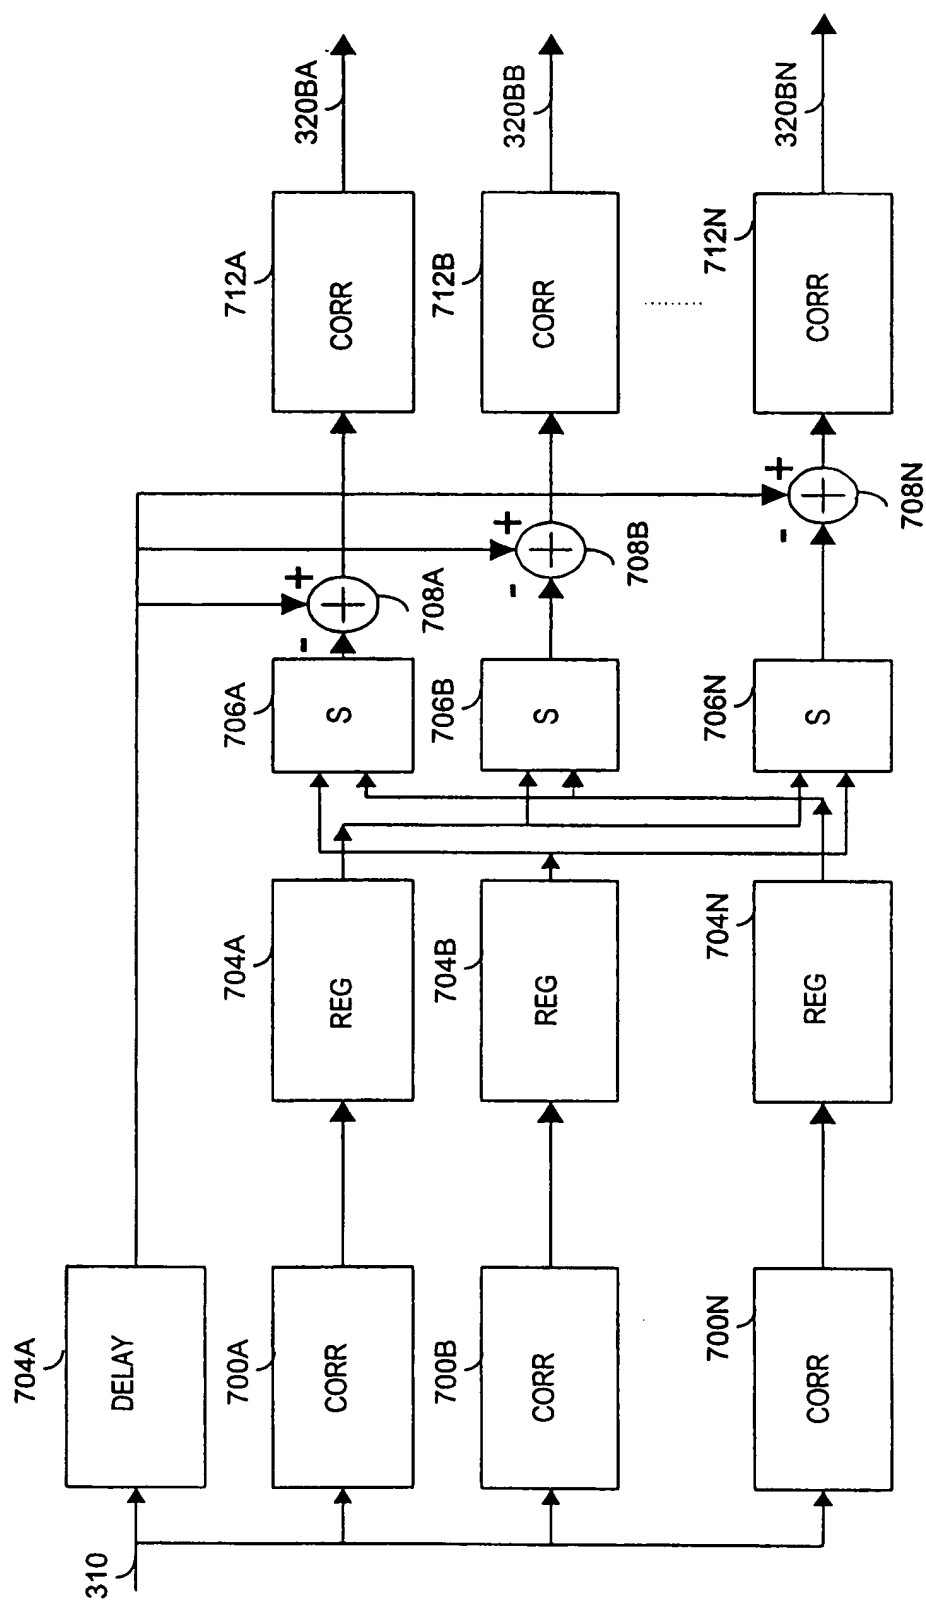 310
704A
DELAY
700A
CORR
704A
REG
706A
S
-
+
708A
712A
CORR
320BA
700B
CORR
704B
REG
706B
S
-
+
708B
712B
CORR
320BB
700N
CORR
704N
REG
706N
S
-
+
708N
712N
CORR
320BN